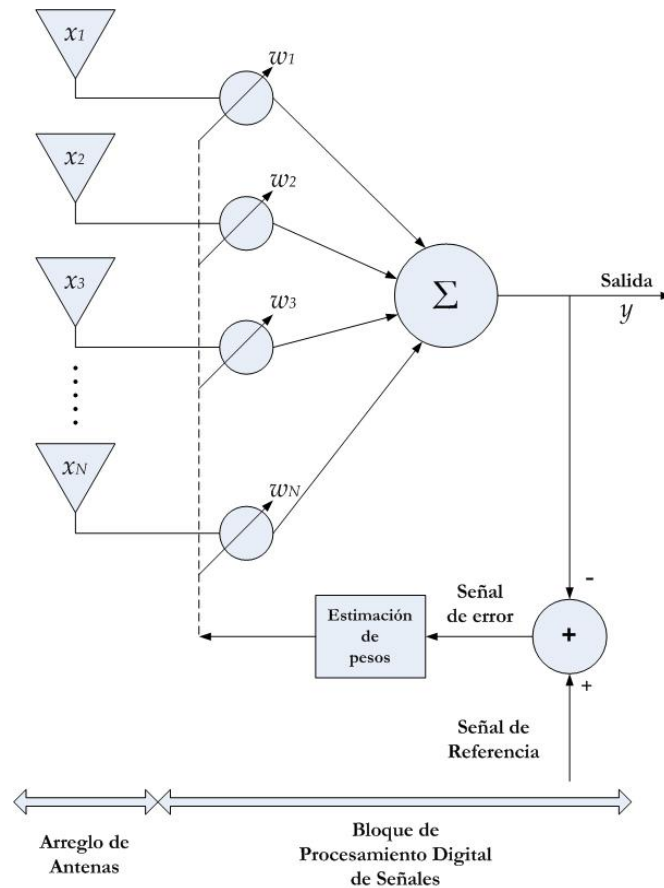 x1
w1
x2
w2
x3
w3
Σ
Salida
y
xN
wN
-
Señal
de error
Estimación
de
pesos
+
+
Señal de
Referencia
Arreglo de
Antenas
Bloque de
Procesamiento Digital
de Señales